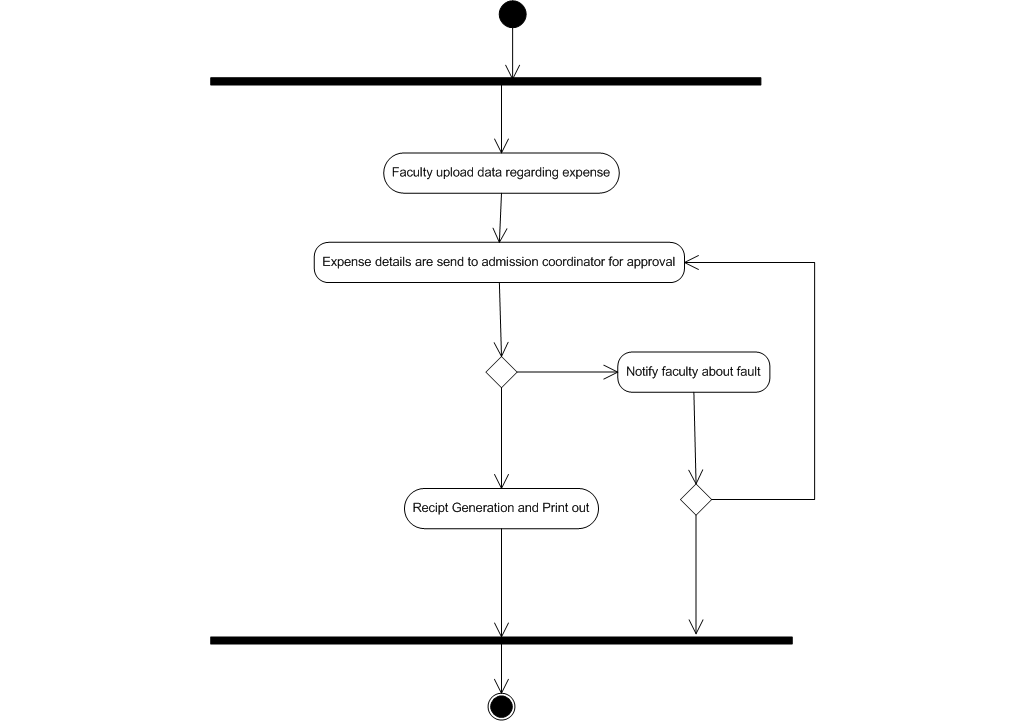 Faculty upload data regarding expense
Expense details are send to admission coordinator for approval
Notify faculty about fault
Recipt Generation and Print out